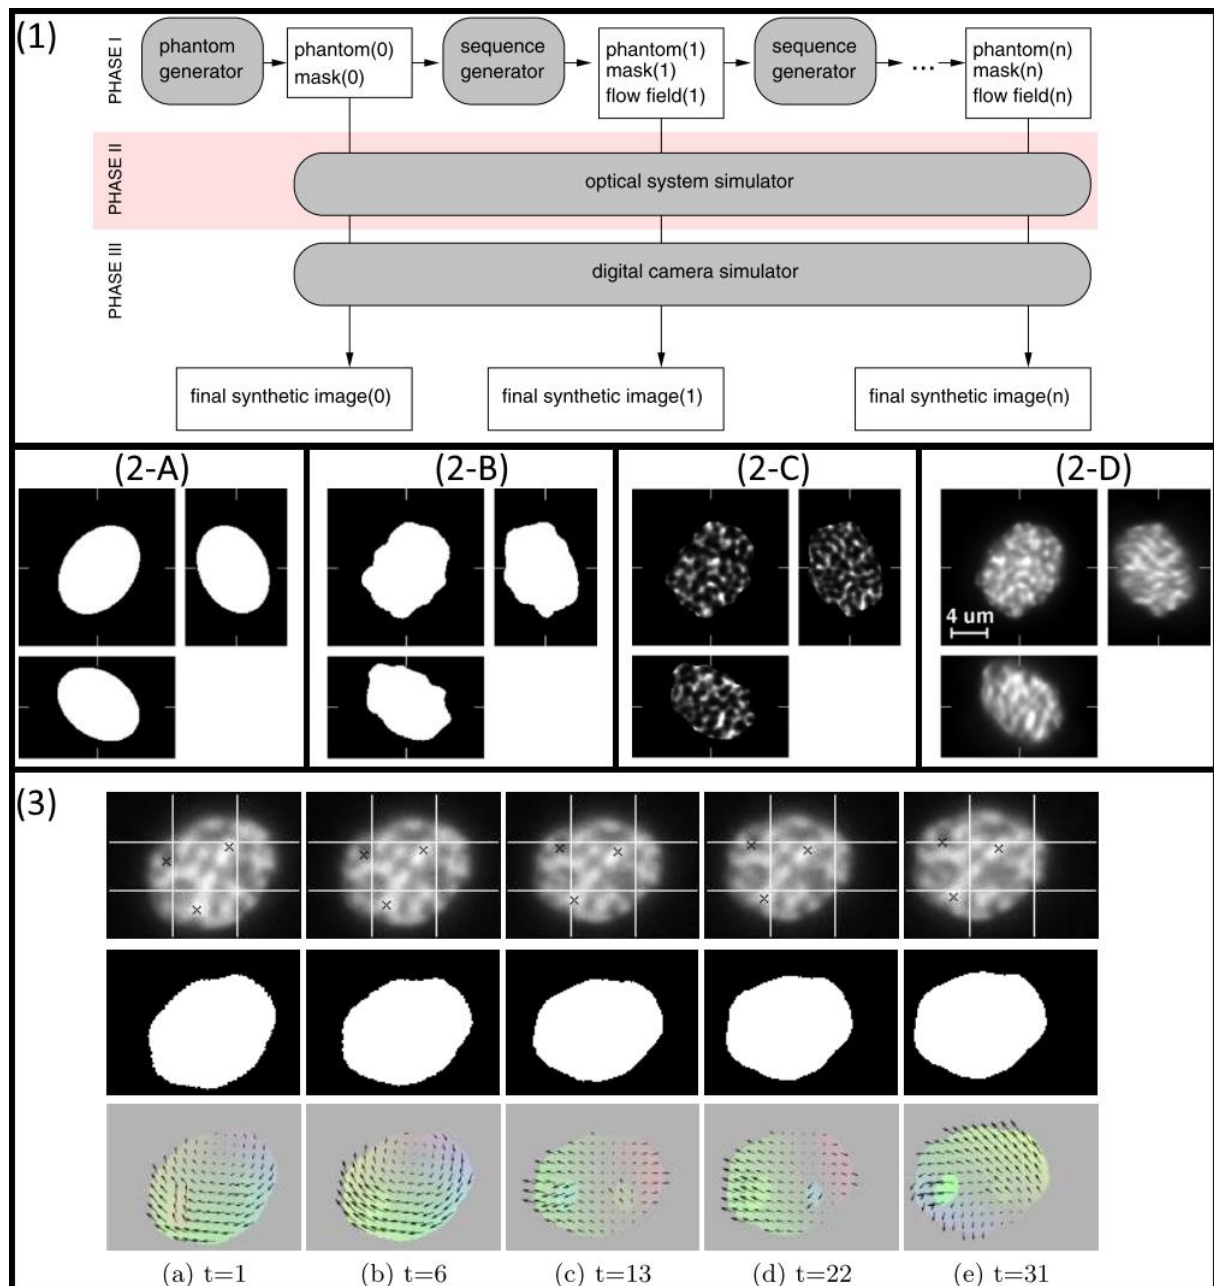 (1)
PHASE I
phantom
generator
phantom(0)
mask(0)
sequence
generator
phantom(1)
mask(1)
flow field(1)
sequence
generator
...
phantom(n)
mask(n)
flow field(n)
PHASE II
optical system simulator
PHASE III
digital camera simulator
final synthetic image(0)
final synthetic image(1)
final synthetic image(n)
(2-A)
(2-B)
(2-C)
(2-D)
4 um
(3)
(a) t=1
(b) t=6
(c) t=13
(d) t=22
(e) t=31